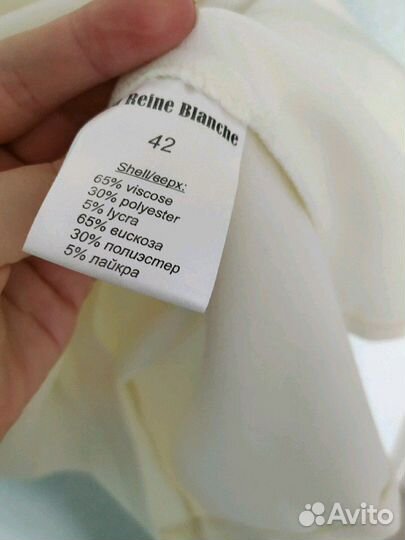 Reine Blanche
42
Shell/верх:
65% viscose
30% polyester
5% lycra
65% вискоза
30% полиэстер
5% лайкра
Avito